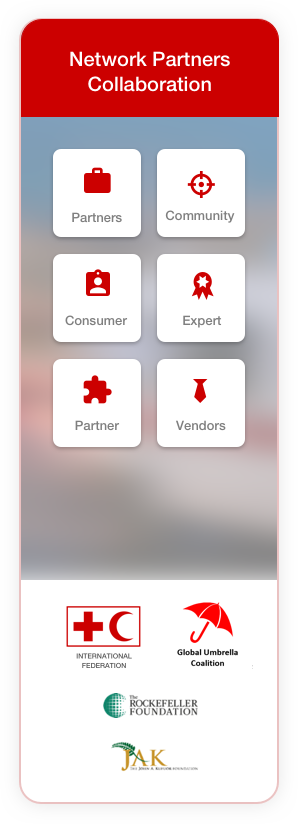 Network Partners
Collaboration
Partners
Community
Consumer
Expert
Partner
Vendors
INTERNATIONAL
FEDERATION
Global Umbrella
Coalition
The
ROCKEFELLER
FOUNDATION
JAK